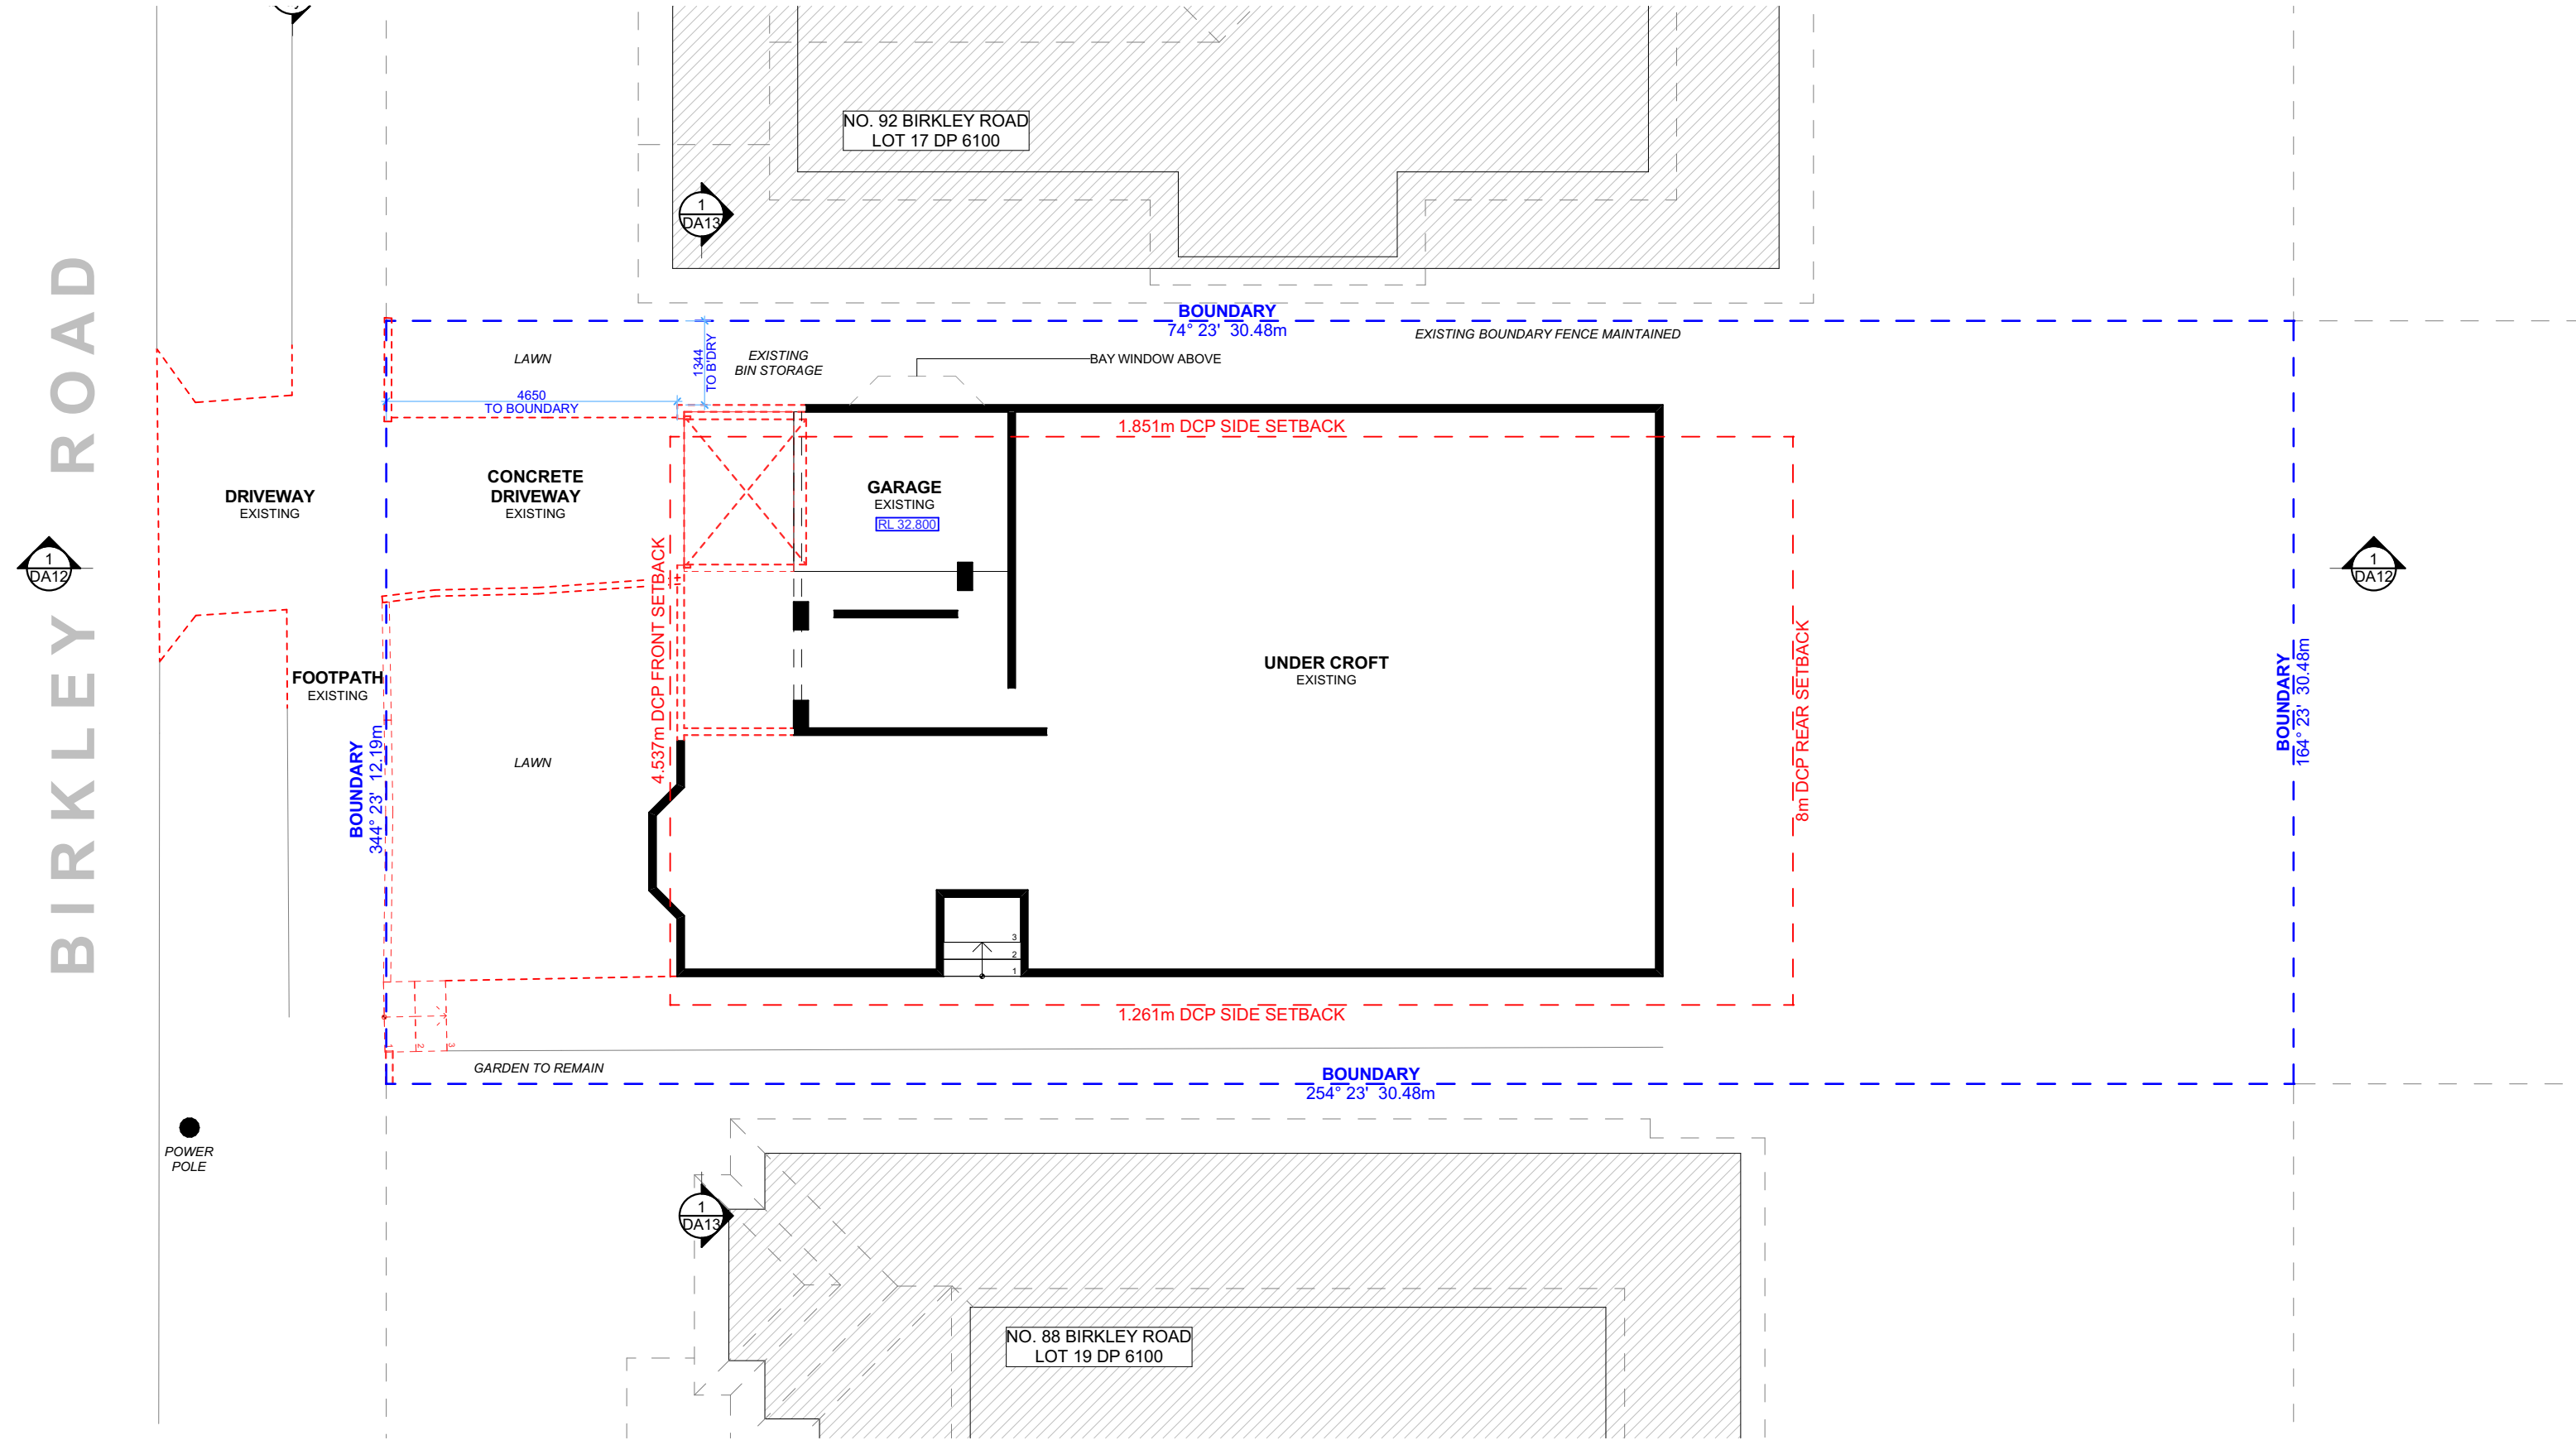 NO. 92 BIRKLEY ROAD
LOT 17 DP 6100
1
DA13
BIRKLEY ROAD
BOUNDARY
74° 23' 30.48m
EXISTING BOUNDARY FENCE MAINTAINED
LAWN
1344
TO B'DRY
EXISTING
BIN STORAGE
BAY WINDOW ABOVE
4650
TO BOUNDARY
1.851m DCP SIDE SETBACK
DRIVEWAY
EXISTING
CONCRETE
DRIVEWAY
EXISTING
GARAGE
EXISTING
RL 32.800
1
DA12
1
DA12
4.537m DCP FRONT SETBACK
FOOTPATH
EXISTING
UNDER CROFT
EXISTING
8m DCP REAR SETBACK
BOUNDARY
164° 23' 30.48m
BOUNDARY
344° 23' 12.19m
LAWN
3
2
1
1.261m DCP SIDE SETBACK
1
2
3
GARDEN TO REMAIN
BOUNDARY
254° 23' 30.48m
POWER
POLE
1
DA13
NO. 88 BIRKLEY ROAD
LOT 19 DP 6100